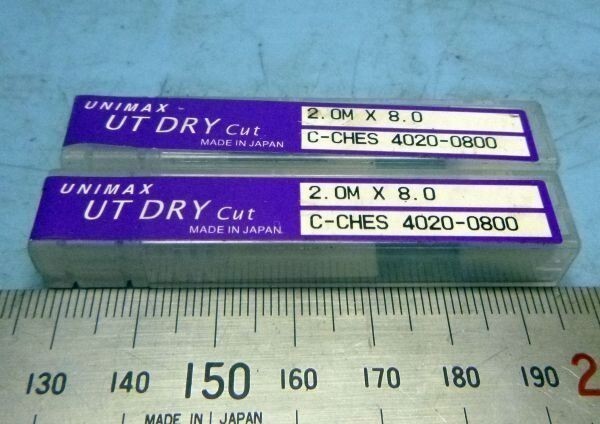 UNIMAX
UT DRY Cut
MADE IN JAPAN
2.0M X 8.0
C-CHES 4020-0800
UNIMAX
UT DRY Cut
MADE IN JAPAN
2.0M X 8.0
C-CHES 4020-0800
130 140 150 160 170 180 190 2
MADE IN JAPAN